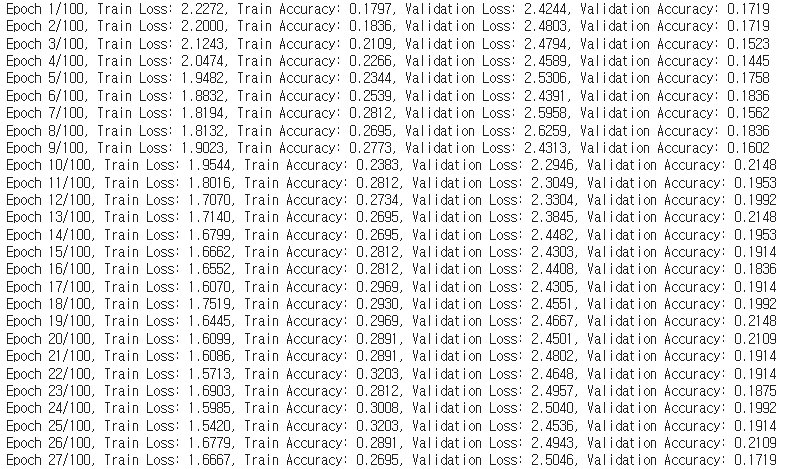 Epoch 1/100, Train Loss: 2.2272, Train Accuracy: 0.1797, Validation Loss: 2.4244, Validation Accuracy: 0.1719
Epoch 2/100, Train Loss: 2.2000, Train Accuracy: 0.1836, Validation Loss: 2.4803, Validation Accuracy: 0.1719
Epoch 3/100, Train Loss: 2.1243, Train Accuracy: 0.2109, Validation Loss: 2.4794, Validation Accuracy: 0.1523
Epoch 4/100, Train Loss: 2.0474, Train Accuracy: 0.2266, Validation Loss: 2.4589, Validation Accuracy: 0.1445
Epoch 5/100, Train Loss: 1.9482, Train Accuracy: 0.2344, Validation Loss: 2.5306, Validation Accuracy: 0.1758
Epoch 6/100, Train Loss: 1.8832, Train Accuracy: 0.2539, Validation Loss: 2.4391, Validation Accuracy: 0.1836
Epoch 7/100, Train Loss: 1.8194, Train Accuracy: 0.2812, Validation Loss: 2.5958, Validation Accuracy: 0.1562
Epoch 8/100, Train Loss: 1.8132, Train Accuracy: 0.2695, Validation Loss: 2.6259, Validation Accuracy: 0.1836
Epoch 9/100, Train Loss: 1.9023, Train Accuracy: 0.2773, Validation Loss: 2.4313, Validation Accuracy: 0.1602
Epoch 10/100, Train Loss: 1.9544, Train Accuracy: 0.2383, Validation Loss: 2.2946, Validation Accuracy: 0.2148
Epoch 11/100, Train Loss: 1.8016, Train Accuracy: 0.2812, Validation Loss: 2.3049, Validation Accuracy: 0.1953
Epoch 12/100, Train Loss: 1.7070, Train Accuracy: 0.2734, Validation Loss: 2.3304, Validation Accuracy: 0.1992
Epoch 13/100, Train Loss: 1.7140, Train Accuracy: 0.2695, Validation Loss: 2.3845, Validation Accuracy: 0.2148
Epoch 14/100, Train Loss: 1.6799, Train Accuracy: 0.2695, Validation Loss: 2.4482, Validation Accuracy: 0.1953
Epoch 15/100, Train Loss: 1.6662, Train Accuracy: 0.2812, Validation Loss: 2.4303, Validation Accuracy: 0.1914
Epoch 16/100, Train Loss: 1.6552, Train Accuracy: 0.2812, Validation Loss: 2.4408, Validation Accuracy: 0.1836
Epoch 17/100, Train Loss: 1.6070, Train Accuracy: 0.2969, Validation Loss: 2.4305, Validation Accuracy: 0.1914
Epoch 18/100, Train Loss: 1.7519, Train Accuracy: 0.2930, Validation Loss: 2.4551, Validation Accuracy: 0.1992
Epoch 19/100, Train Loss: 1.6445, Train Accuracy: 0.2969, Validation Loss: 2.4667, Validation Accuracy: 0.2148
Epoch 20/100, Train Loss: 1.6099, Train Accuracy: 0.2891, Validation Loss: 2.4501, Validation Accuracy: 0.2109
Epoch 21/100, Train Loss: 1.6086, Train Accuracy: 0.2891, Validation Loss: 2.4802, Validation Accuracy: 0.1914
Epoch 22/100, Train Loss: 1.5713, Train Accuracy: 0.3203, Validation Loss: 2.4648, Validation Accuracy: 0.1914
Epoch 23/100, Train Loss: 1.6903, Train Accuracy: 0.2812, Validation Loss: 2.4957, Validation Accuracy: 0.1875
Epoch 24/100, Train Loss: 1.5985, Train Accuracy: 0.3008, Validation Loss: 2.5040, Validation Accuracy: 0.1992
Epoch 25/100, Train Loss: 1.5420, Train Accuracy: 0.3203, Validation Loss: 2.4536, Validation Accuracy: 0.1914
Epoch 26/100, Train Loss: 1.6779, Train Accuracy: 0.2891, Validation Loss: 2.4943, Validation Accuracy: 0.2109
Epoch 27/100, Train Loss: 1.6667, Train Accuracy: 0.2695, Validation Loss: 2.5046, Validation Accuracy: 0.1719